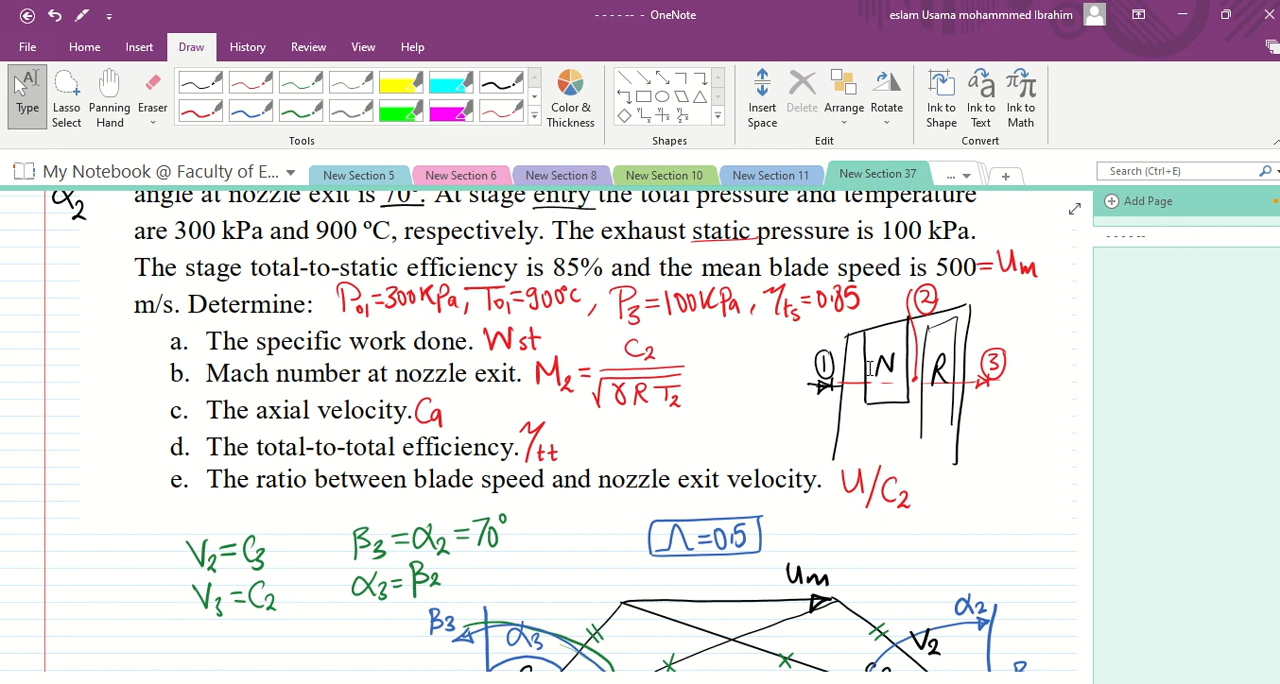 - - - - - - - OneNote
eslam Usama mohammmed Ibrahim
File Home Insert Draw History Review View Help
Type Lasso Select Panning Hand Eraser
Color & Thickness
Insert Space Delete Arrange Rotate
Ink to Shape Ink to Text Ink to Math
Tools Shapes Edit Convert
My Notebook @ Faculty of E... New Section 5 New Section 6 New Section 8 New Section 10 New Section 11 New Section 37 ... Search (Ctrl+E)
Add Page
- - - - - -
α2 angle at nozzle exit is 70°. At stage entry the total pressure and temperature
are 300 kPa and 900 ºC, respectively. The exhaust static pressure is 100 kPa.
The stage total-to-static efficiency is 85% and the mean blade speed is 500 =Um
m/s. Determine: P01=300KPa, T01=900°C, P3=100KPa, ηts=0.85
a. The specific work done. Wst
b. Mach number at nozzle exit. M2 = C2/√γRT2
c. The axial velocity. Ca
d. The total-to-total efficiency. ηtt
e. The ratio between blade speed and nozzle exit velocity. U/C2
1 N 2 R 3
V2=C3 β3=α2=70° Λ=0.5
V3=C2 α3=β2
Um
β3 α3 V2 α2